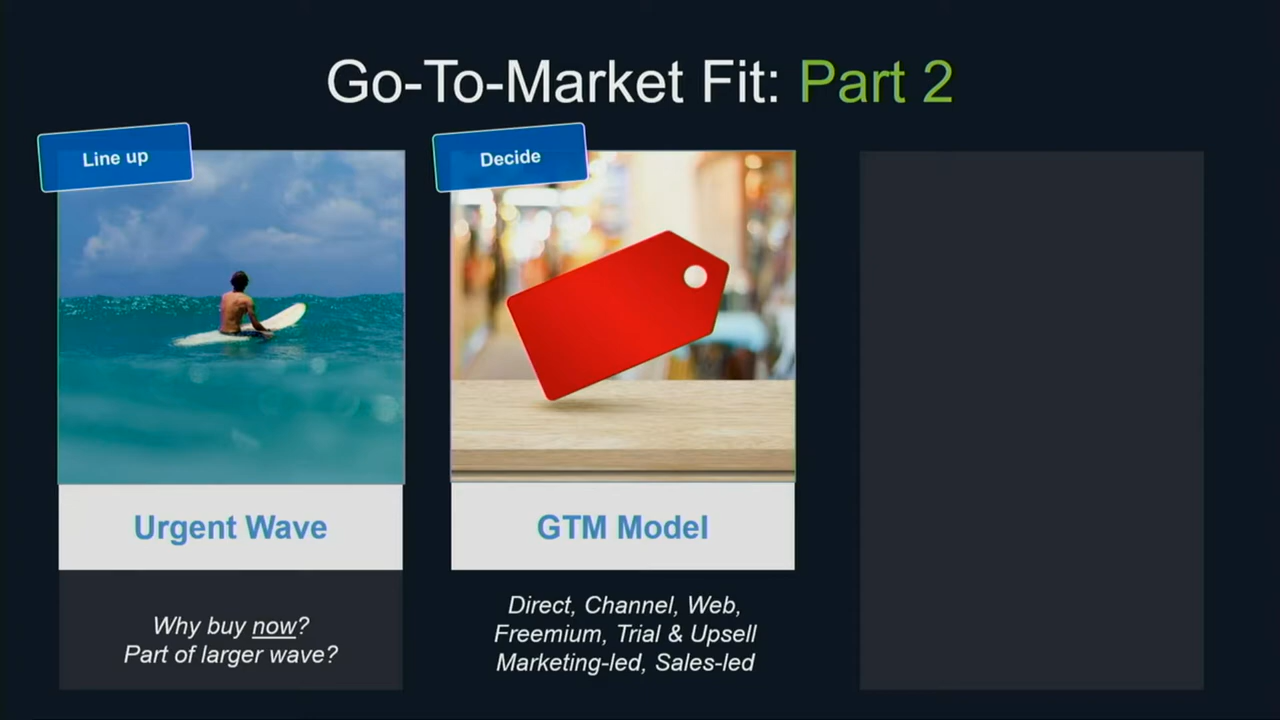 Go-To-Market Fit: Part 2
Line up
Urgent Wave
Why buy now?
Part of larger wave?
Decide
GTM Model
Direct, Channel, Web,
Freemium, Trial & Upsell
Marketing-led, Sales-led